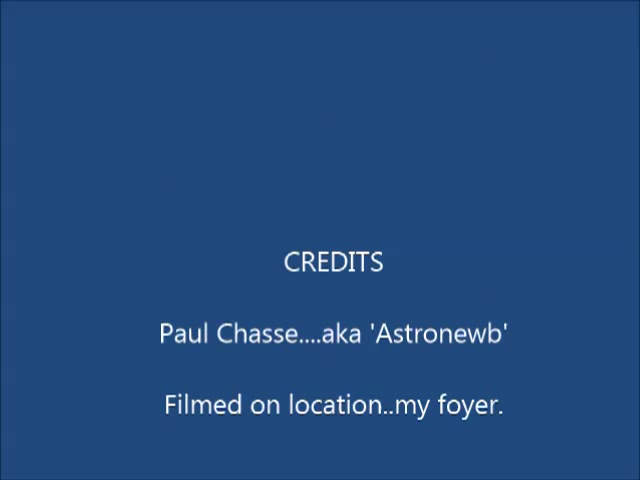 CREDITS
Paul Chasse....aka 'Astronewb'
Filmed on location..my foyer.